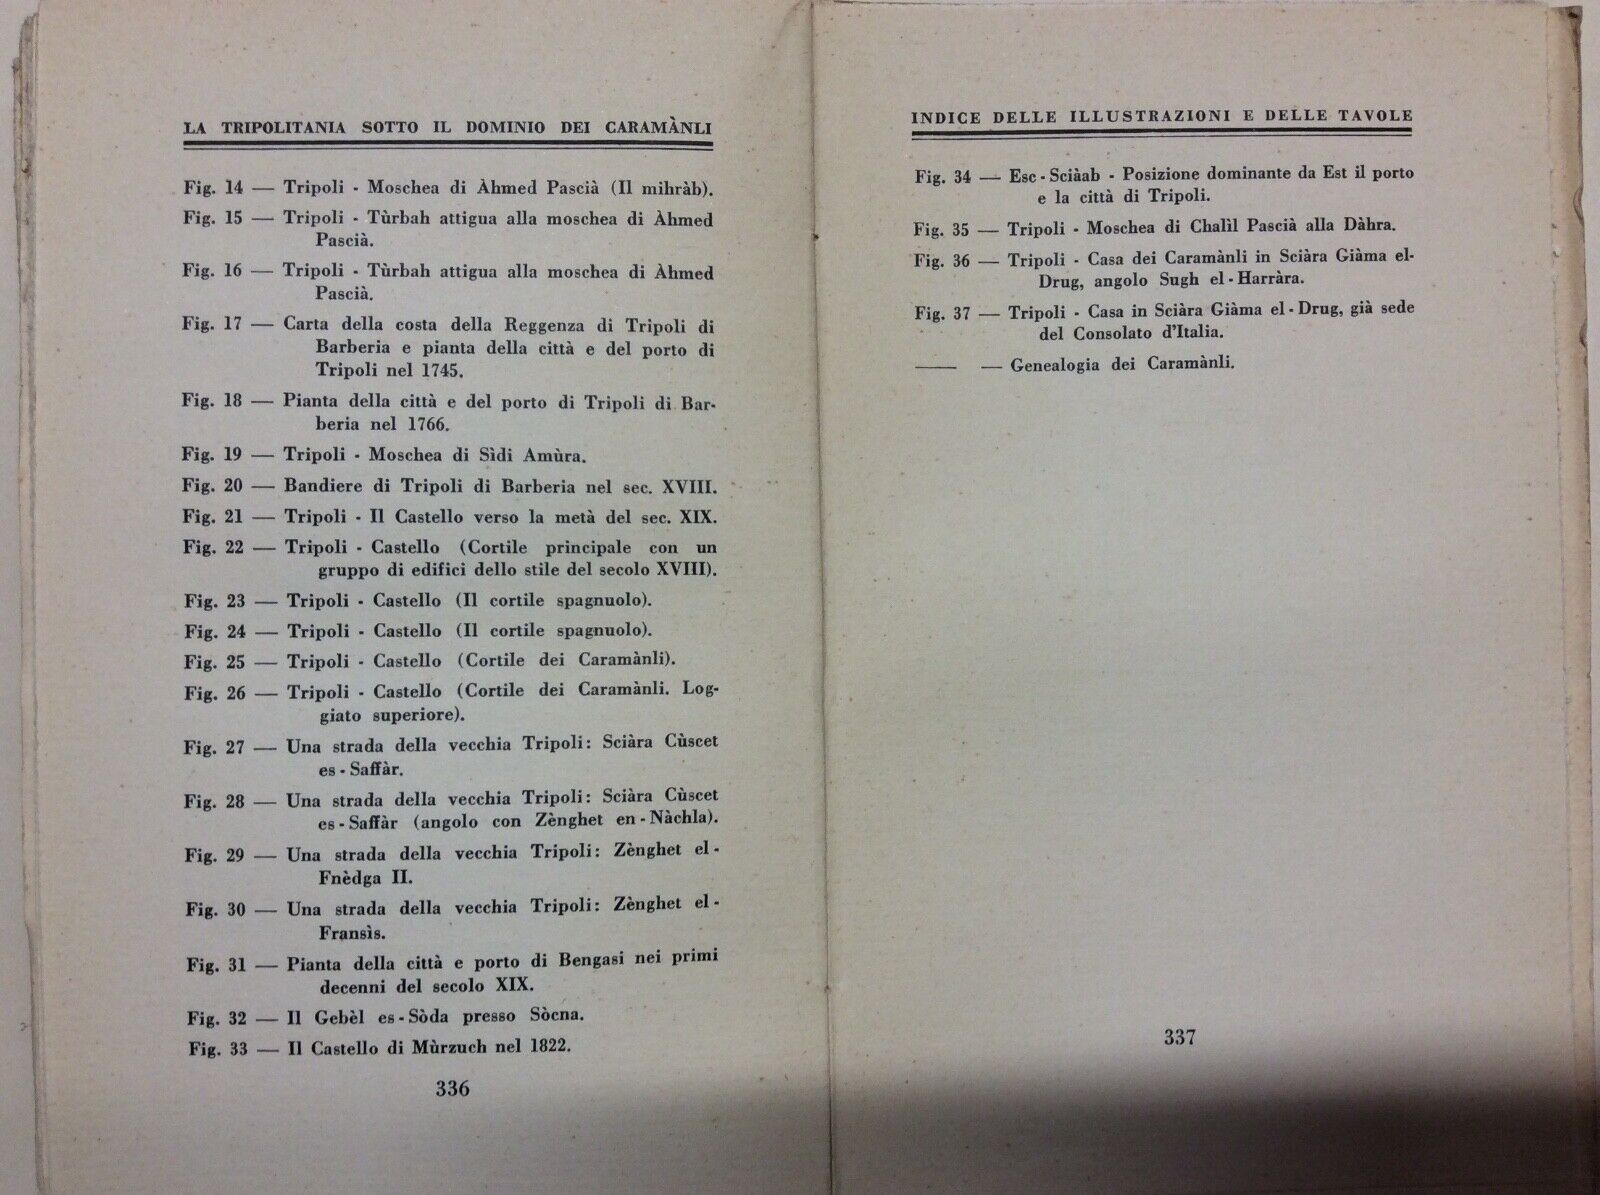 LA TRIPOLITANIA SOTTO IL DOMINIO DEI CARAMÀNLI
Fig. 14 — Tripoli - Moschea di Àhmed Pascià (Il mihràb).
Fig. 15 — Tripoli - Tùrbah attigua alla moschea di Àhmed
Pascià.
Fig. 16 — Tripoli - Tùrbah attigua alla moschea di Àhmed
Pascià.
Fig. 17 — Carta della costa della Reggenza di Tripoli di
Barberia e pianta della città e del porto di
Tripoli nel 1745.
Fig. 18 — Pianta della città e del porto di Tripoli di Bar-
beria nel 1766.
Fig. 19 — Tripoli - Moschea di Sìdi Amùra.
Fig. 20 — Bandiere di Tripoli di Barberia nel sec. XVIII.
Fig. 21 — Tripoli - Il Castello verso la metà del sec. XIX.
Fig. 22 — Tripoli - Castello (Cortile principale con un
gruppo di edifici dello stile del secolo XVIII).
Fig. 23 — Tripoli - Castello (Il cortile spagnuolo).
Fig. 24 — Tripoli - Castello (Il cortile spagnuolo).
Fig. 25 — Tripoli - Castello (Cortile dei Caramànli).
Fig. 26 — Tripoli - Castello (Cortile dei Caramànli. Log-
giato superiore).
Fig. 27 — Una strada della vecchia Tripoli: Sciàra Cùscet
es-Saffàr.
Fig. 28 — Una strada della vecchia Tripoli: Sciàra Cùscet
es-Saffàr (angolo con Zènghet en-Nàchla).
Fig. 29 — Una strada della vecchia Tripoli: Zènghet el-
Fnèdga II.
Fig. 30 — Una strada della vecchia Tripoli: Zènghet el-
Fransìs.
Fig. 31 — Pianta della città e porto di Bengasi nei primi
decenni del secolo XIX.
Fig. 32 — Il Gebèl es-Sòda presso Sòcna.
Fig. 33 — Il Castello di Mùrzuch nel 1822.
336
INDICE DELLE ILLUSTRAZIONI E DELLE TAVOLE
Fig. 34 — Esc-Sciàab - Posizione dominante da Est il porto
e la città di Tripoli.
Fig. 35 — Tripoli - Moschea di Chalìl Pascià alla Dàhra.
Fig. 36 — Tripoli - Casa dei Caramànli in Sciàra Giàma el-
Drug, angolo Sugh el-Harràra.
Fig. 37 — Tripoli - Casa in Sciàra Giàma el-Drug, già sede
del Consolato d'Italia.
—— — Genealogia dei Caramànli.
337